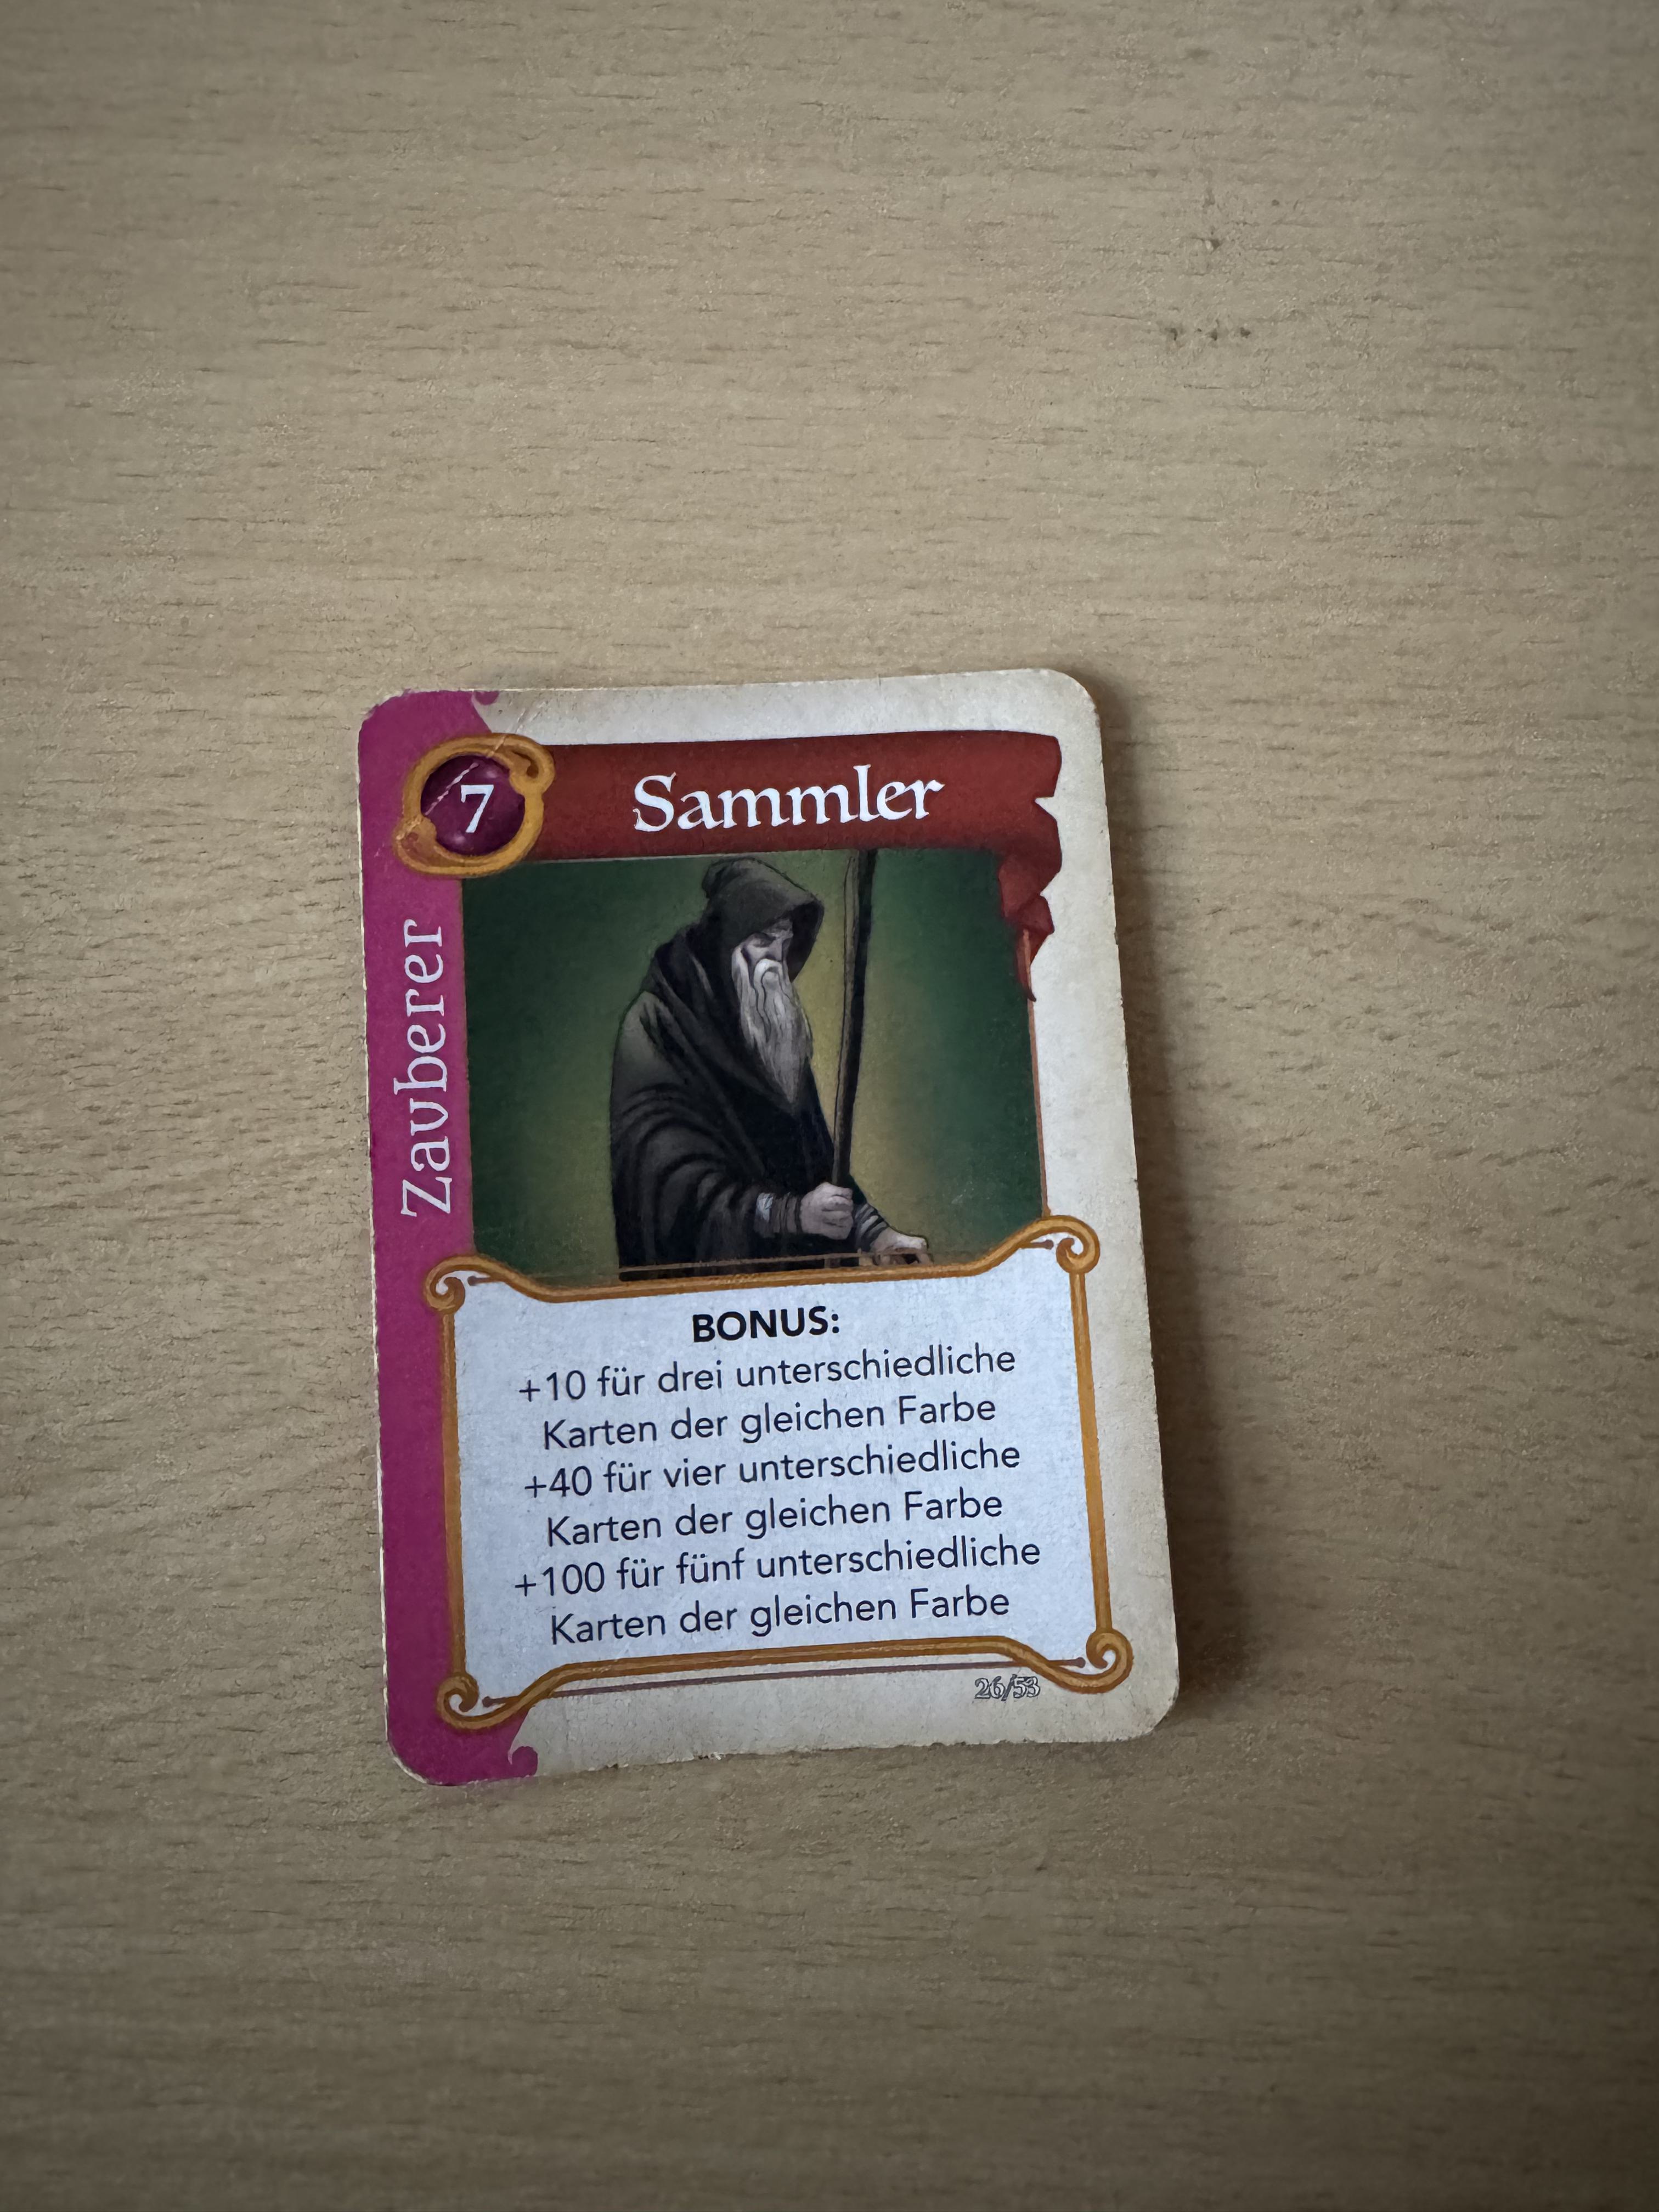 7
Sammler
Zauberer
BONUS:
+10 für drei unterschiedliche
Karten der gleichen Farbe
+40 für vier unterschiedliche
Karten der gleichen Farbe
+100 für fünf unterschiedliche
Karten der gleichen Farbe
26/53